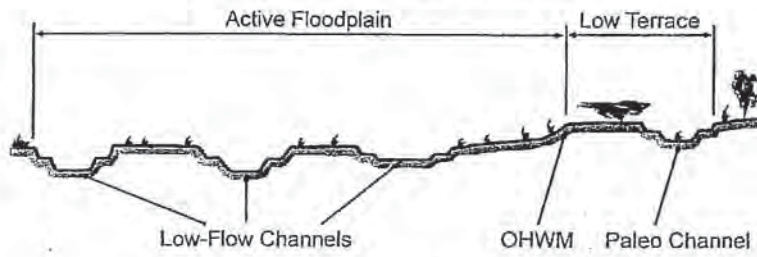 Active Floodplain
Low Terrace
Low-Flow Channels
OHWM
Paleo Channel